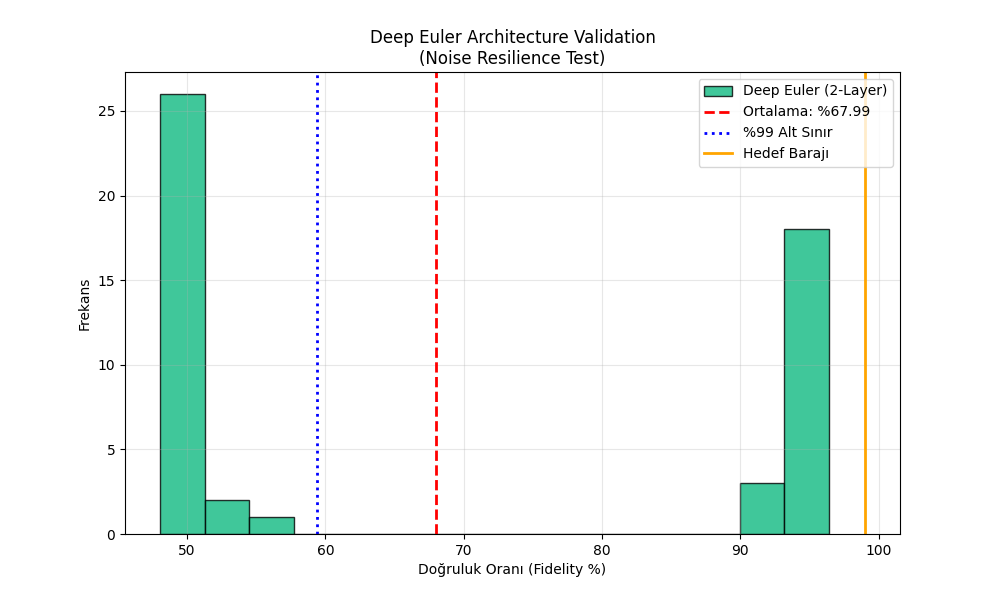 Deep Euler Architecture Validation
(Noise Resilience Test)
Deep Euler (2-Layer)
Ortalama: %67.99
%99 Alt Sınır
Hedef Barajı
Frekans
25
20
15
10
5
0
50 60 70 80 90 100
Doğruluk Oranı (Fidelity %)